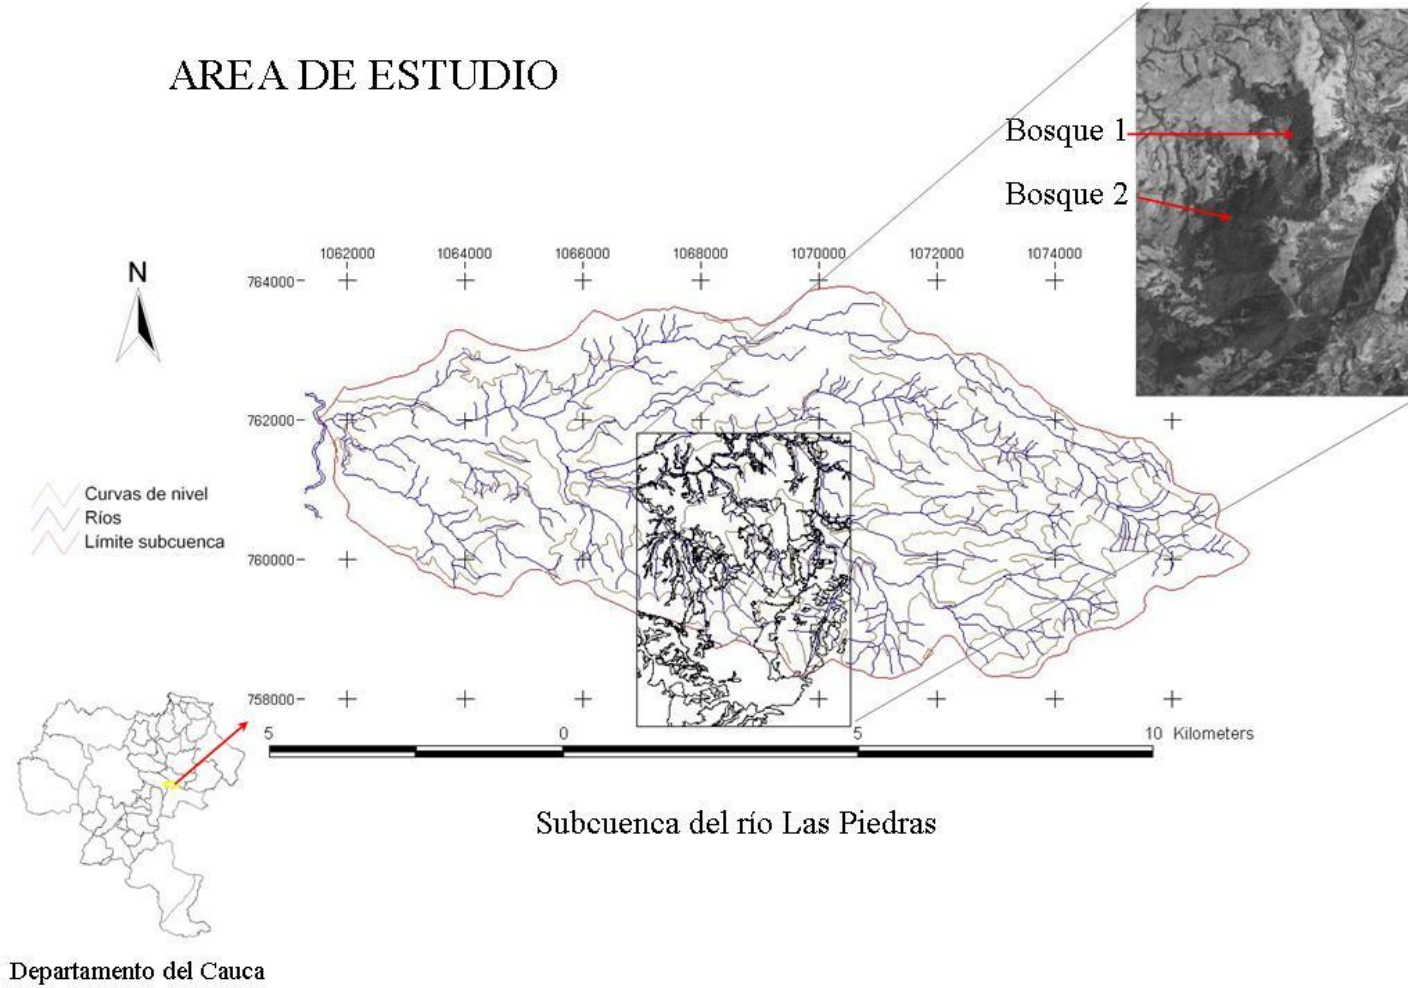 AREA DE ESTUDIO
Bosque 1
Bosque 2
N
1062000 1064000 1066000 1068000 1070000 1072000 1074000
764000
762000
760000
758000
Curvas de nivel
Ríos
Límite subcuenca
5 0 5 10 Kilometers
Subcuenca del río Las Piedras
Departamento del Cauca